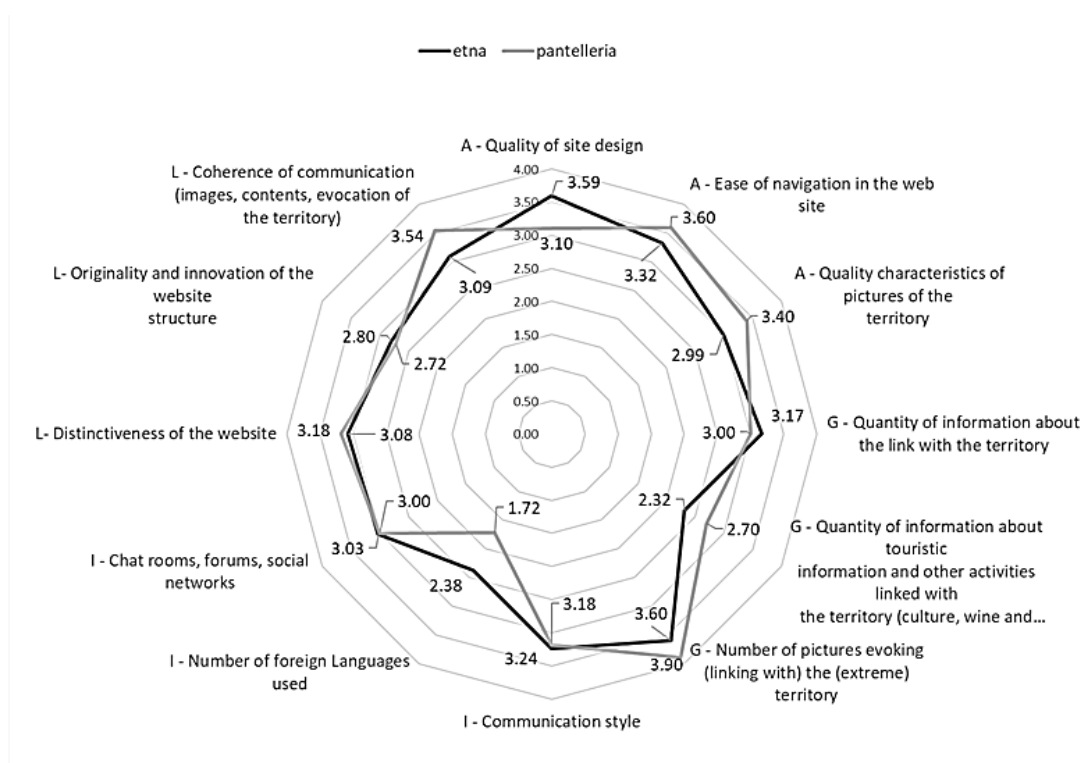 etna
pantelleria
A - Quality of site design
A - Ease of navigation in the web
site
A - Quality characteristics of
pictures of the
territory
G - Quantity of information about
the link with the territory
G - Quantity of information about
touristic
information and other activities
linked with
the territory (culture, wine and...
G - Number of pictures evoking
(linking with) the (extreme)
territory
I - Communication style
I - Number of foreign Languages
used
I - Chat rooms, forums, social
networks
L- Distinctiveness of the website
L- Originality and innovation of the
website
structure
L - Coherence of communication
(images, contents, evocation of
the territory)
4.00
3.50
3.00
2.50
2.00
1.50
1.00
0.50
0.00
3.59
3.10
3.60
3.32
3.40
2.99
3.17
3.00
2.32
2.70
3.60
3.90
3.18
3.24
1.72
2.38
3.00
3.03
3.18
3.08
2.80
2.72
3.54
3.09